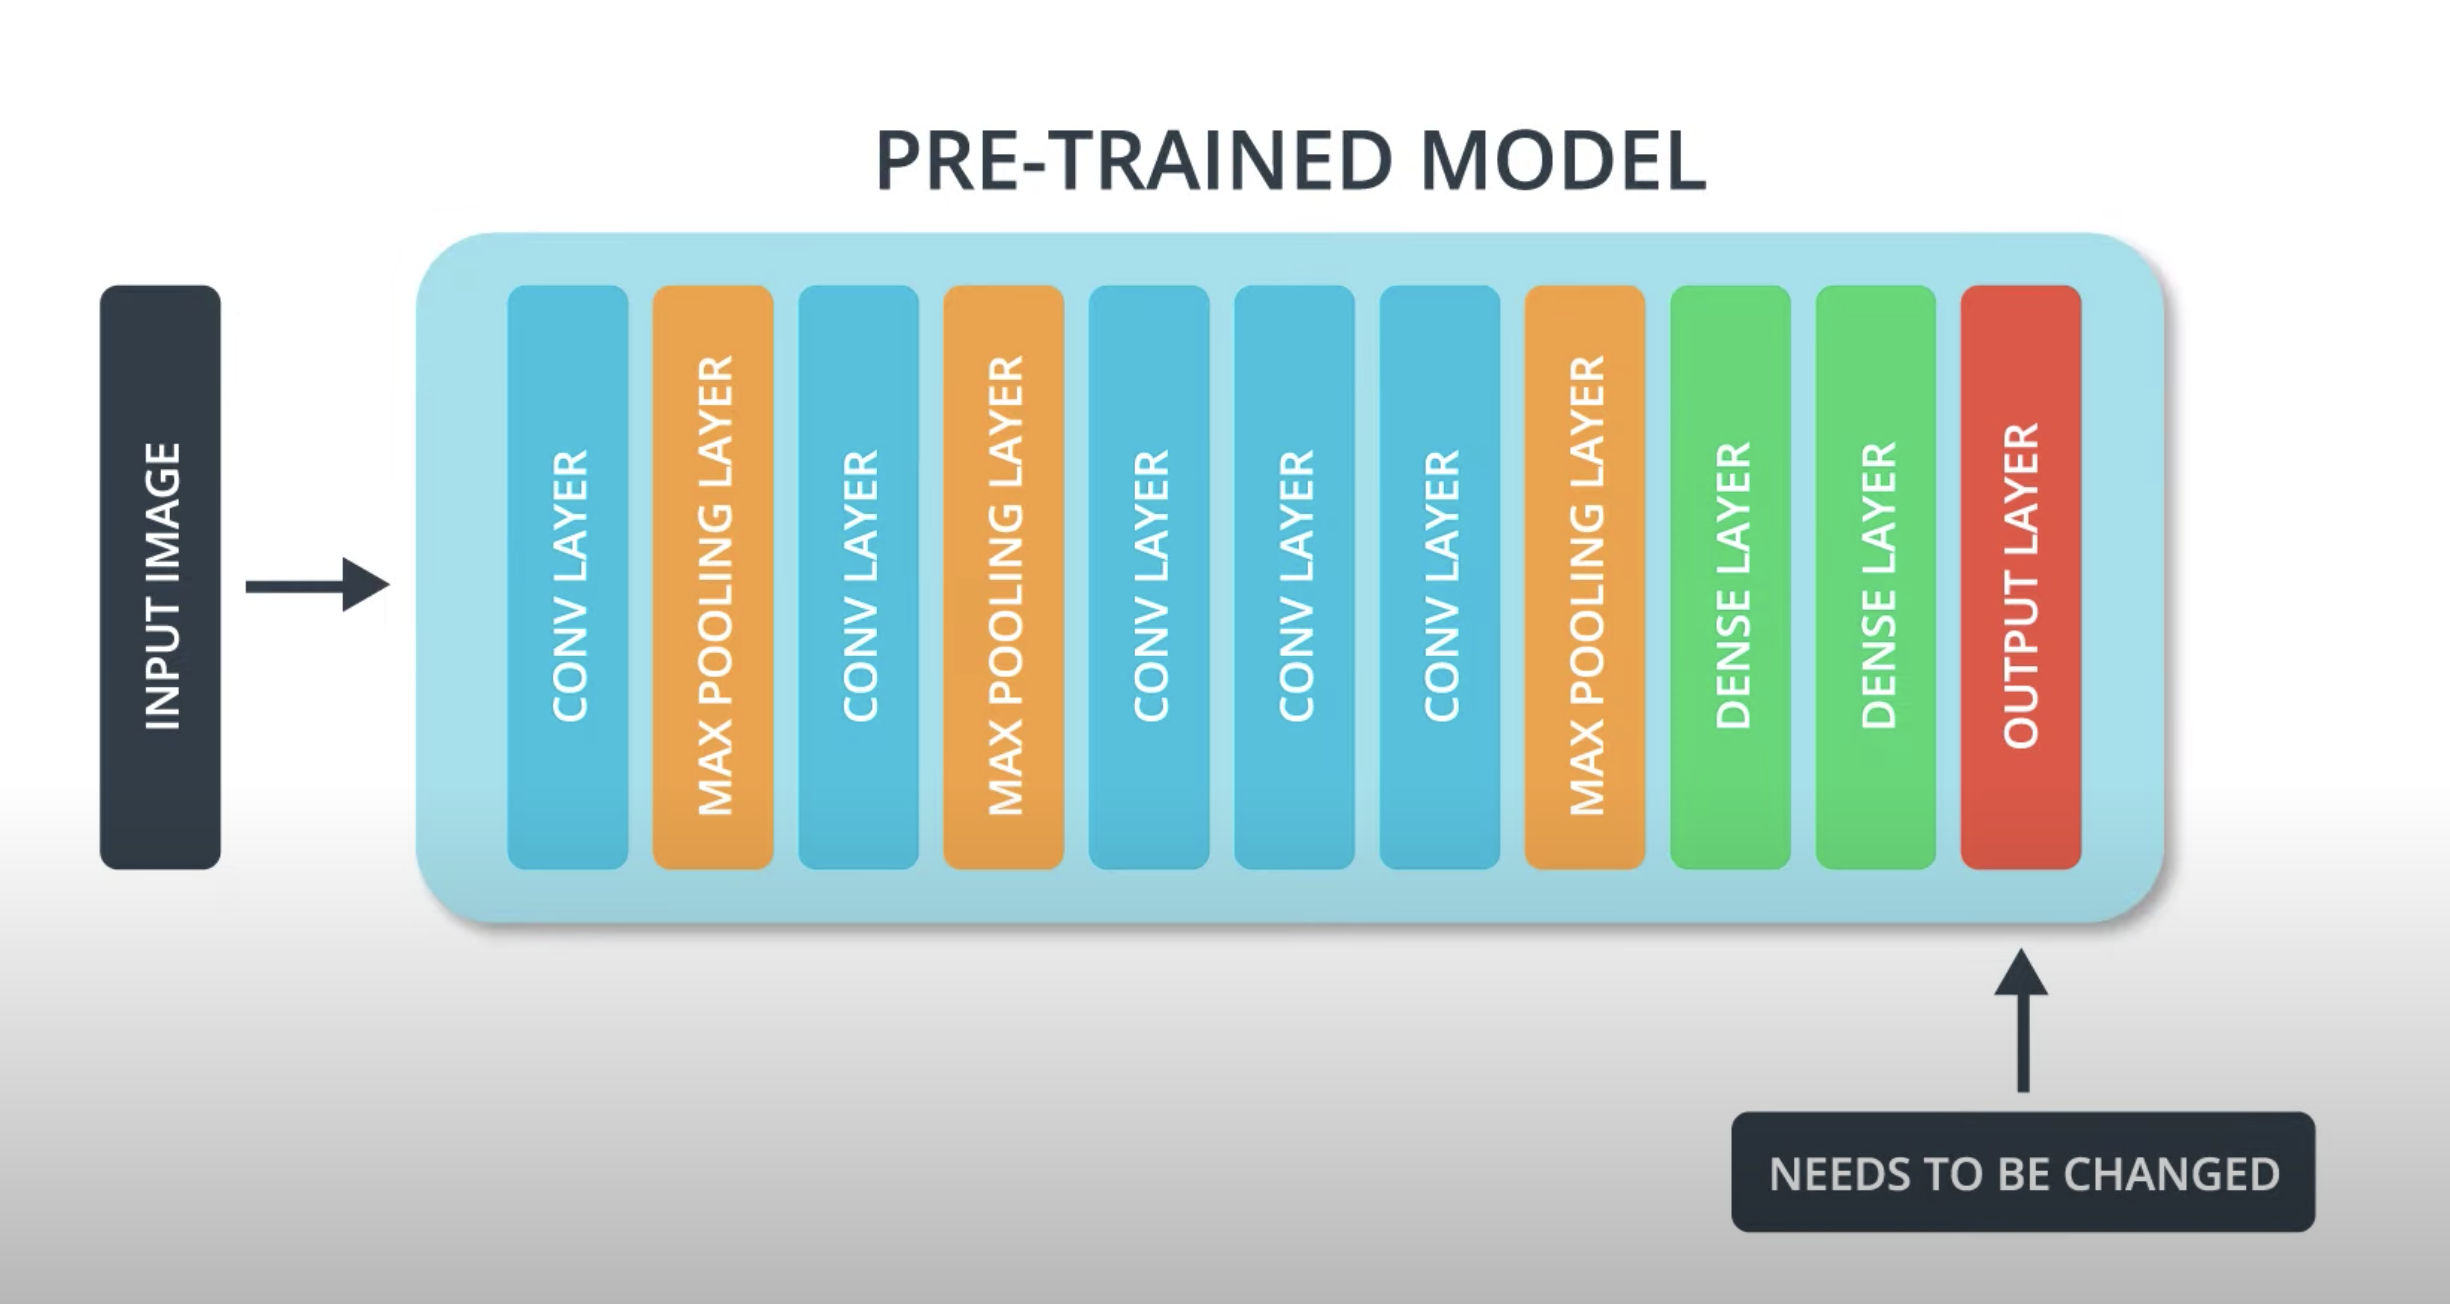 PRE-TRAINED MODEL
INPUT IMAGE
CONV LAYER
MAX POOLING LAYER
CONV LAYER
MAX POOLING LAYER
CONV LAYER
CONV LAYER
CONV LAYER
MAX POOLING LAYER
DENSE LAYER
DENSE LAYER
OUTPUT LAYER
NEEDS TO BE CHANGED